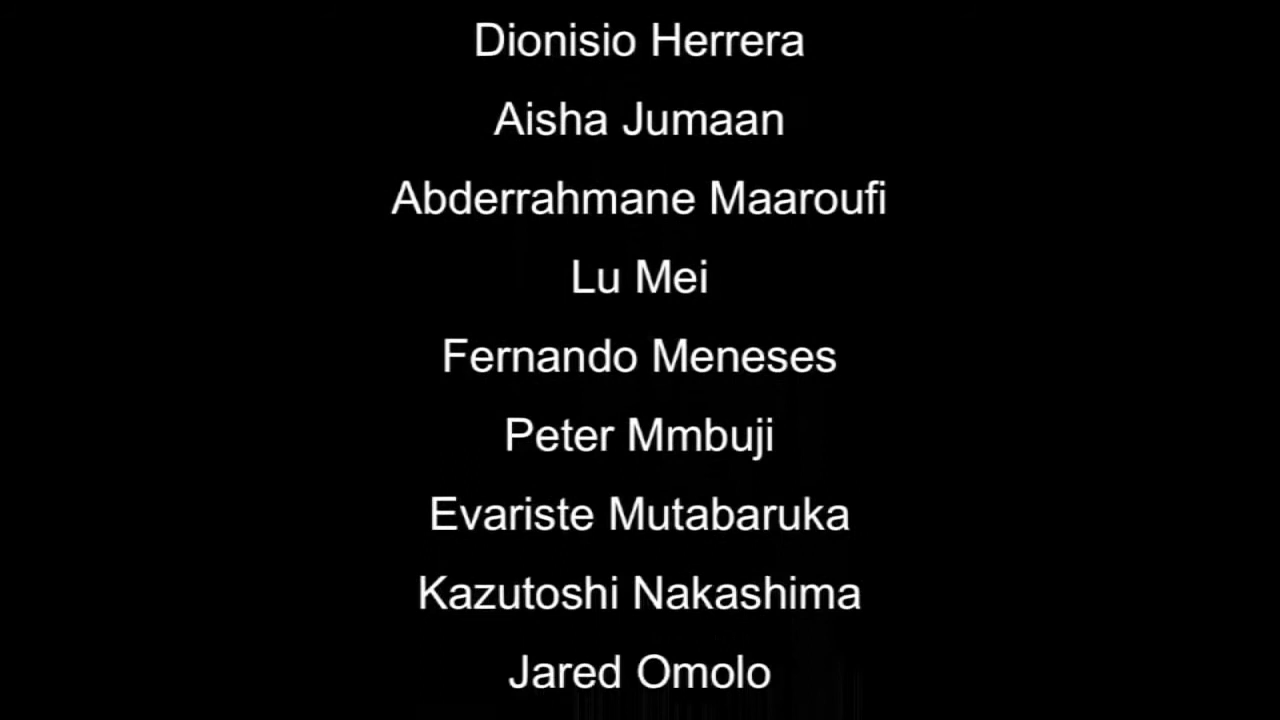 Dionisio Herrera
Aisha Jumaan
Abderrahmane Maaroufi
Lu Mei
Fernando Meneses
Peter Mmbuji
Evariste Mutabaruka
Kazutoshi Nakashima
Jared Omolo